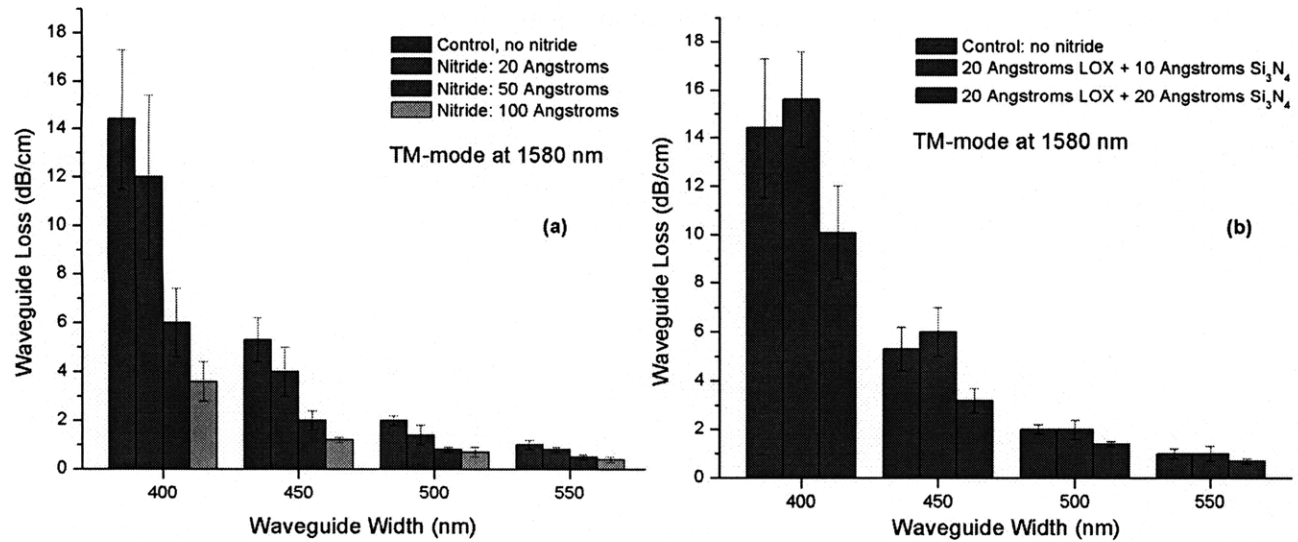 Control, no nitride
Nitride: 20 Angstroms
Nitride: 50 Angstroms
Nitride: 100 Angstroms
TM-mode at 1580 nm
(a)
18
16
14
12
10
8
6
4
2
0
Waveguide Loss (dB/cm)
400 450 500 550
Waveguide Width (nm)
Control: no nitride
20 Angstroms LOX + 10 Angstroms Si₃N₄
20 Angstroms LOX + 20 Angstroms Si₃N₄
TM-mode at 1580 nm
(b)
18
16
14
12
10
8
6
4
2
0
Waveguide Loss (dB/cm)
400 450 500 550
Waveguide Width (nm)